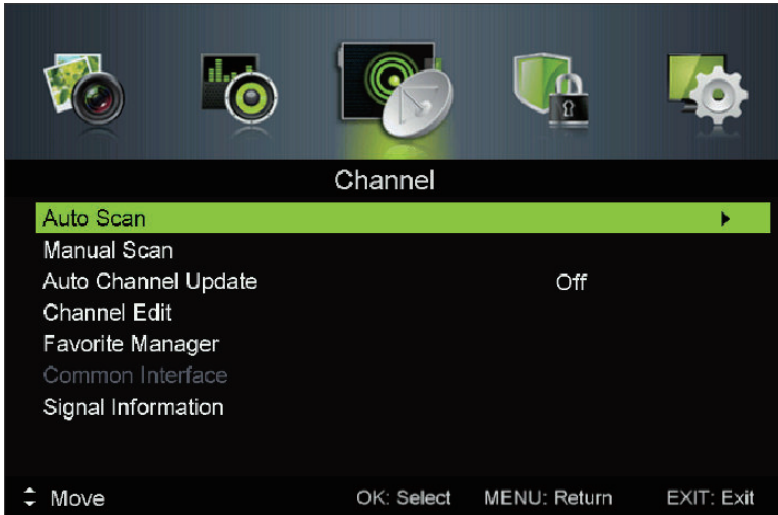 Channel
Auto Scan
Manual Scan
Auto Channel Update Off
Channel Edit
Favorite Manager
Common Interface
Signal Information
Move OK: Select MENU: Return EXIT: Exit